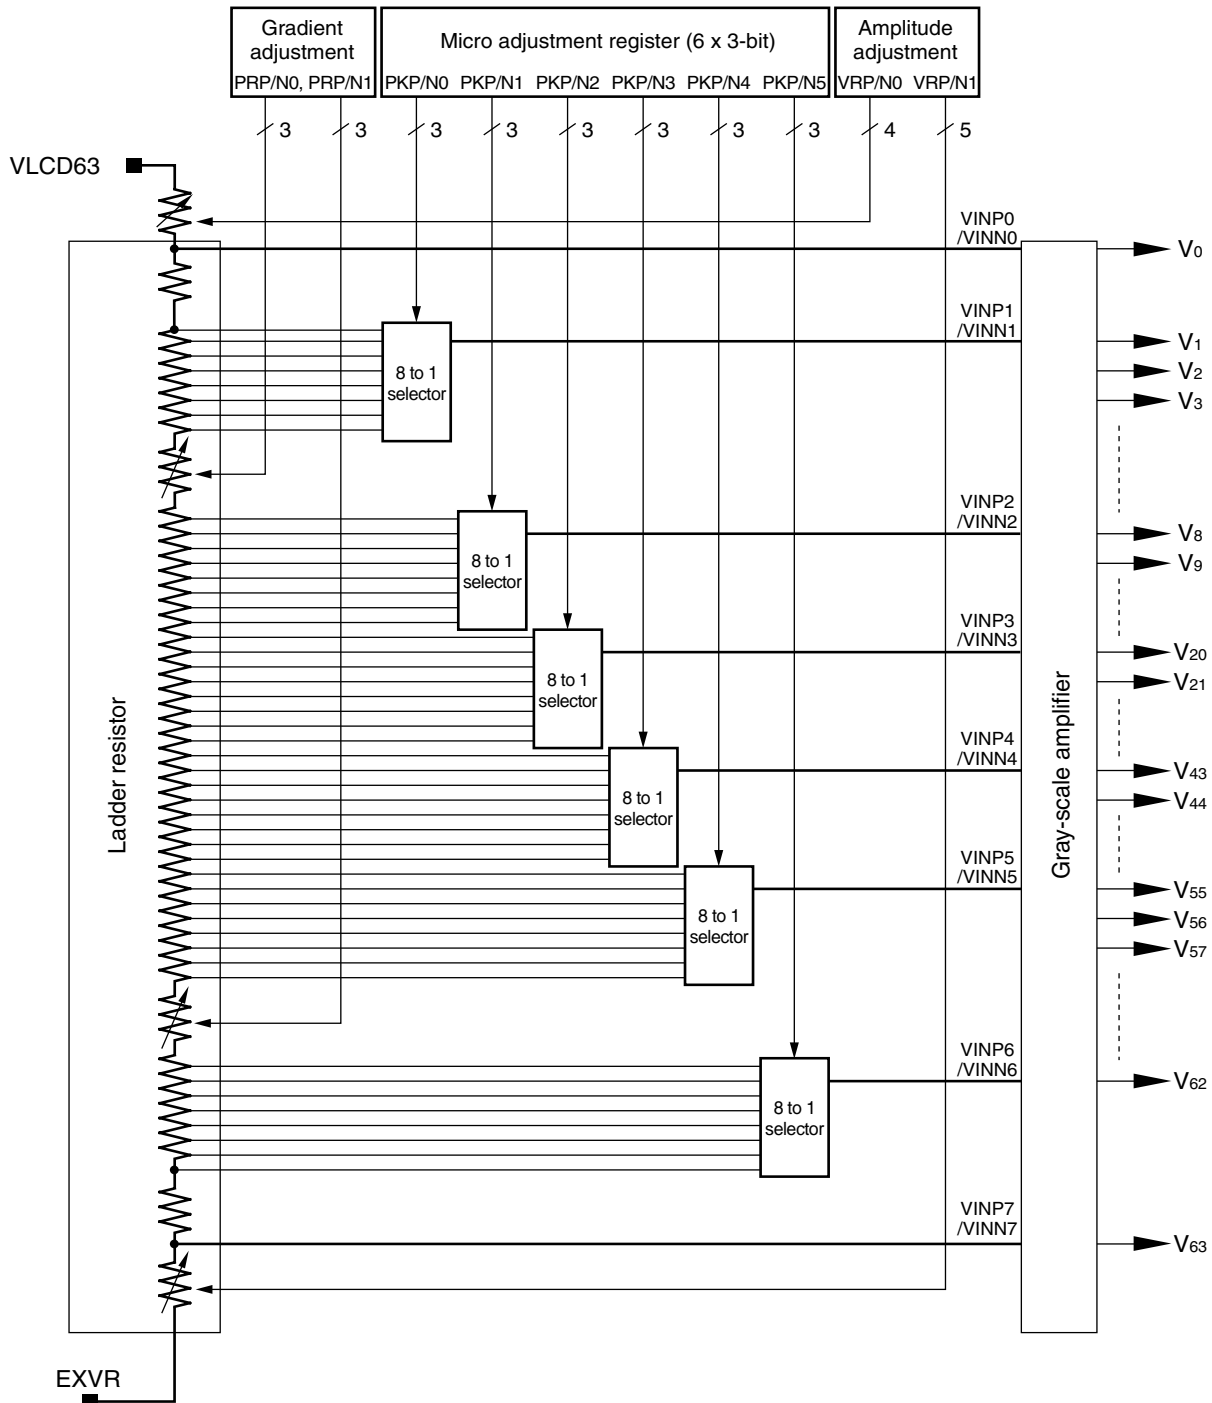 Gradient
adjustment
PRP/N0, PRP/N1
Micro adjustment register (6 x 3-bit)
PKP/N0 PKP/N1 PKP/N2 PKP/N3 PKP/N4 PKP/N5
Amplitude
adjustment
VRP/N0 VRP/N1
3 3 3 3 3 3 3 3 4 5
VLCD63
VINP0
/VINN0
V0
VINP1
/VINN1
V1
8 to 1
selector
V2
V3
VINP2
/VINN2
V8
8 to 1
selector
V9
VINP3
/VINN3
V20
8 to 1
selector
V21
Ladder resistor
Gray-scale amplifier
VINP4
/VINN4
V43
8 to 1
selector
V44
VINP5
/VINN5
V55
8 to 1
selector
V56
V57
VINP6
/VINN6
V62
8 to 1
selector
VINP7
/VINN7
V63
EXVR